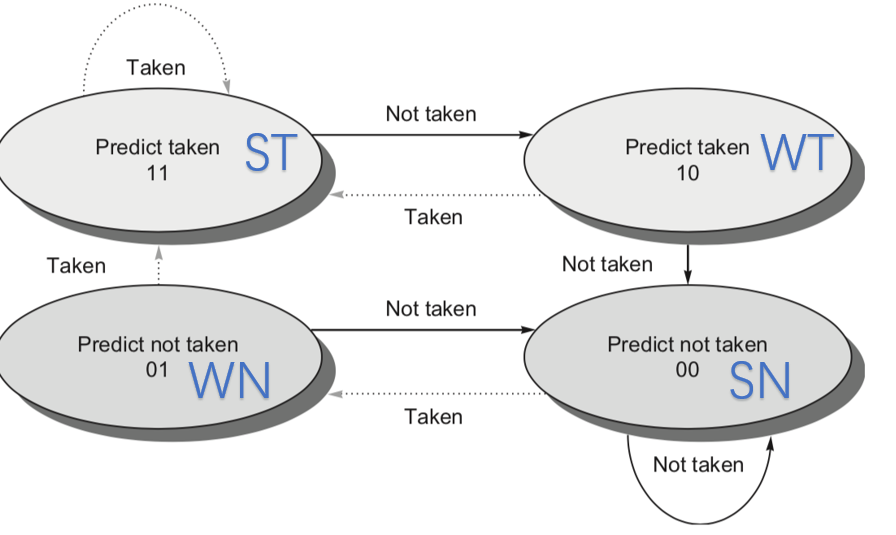 Taken
Not taken
Predict taken
11
ST
Predict taken
10
WT
Taken
Taken
Not taken
Not taken
Predict not taken
01
WN
Predict not taken
00
SN
Taken
Not taken